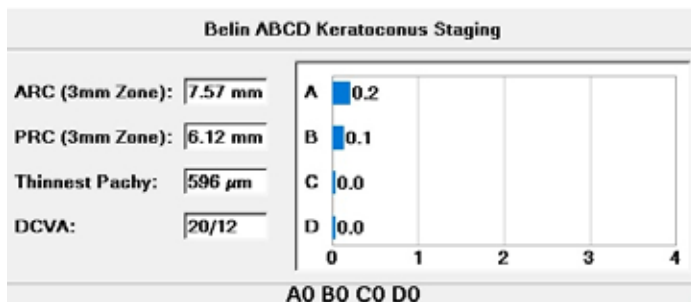 Belin ABCD Keratoconus Staging
ARC (3mm Zone): 7.57 mm
PRC (3mm Zone): 6.12 mm
Thinnest Pachy: 596 µm
DCVA: 20/12
A 0.2
B 0.1
C 0.0
D 0.0
0 1 2 3 4
A0 B0 C0 D0